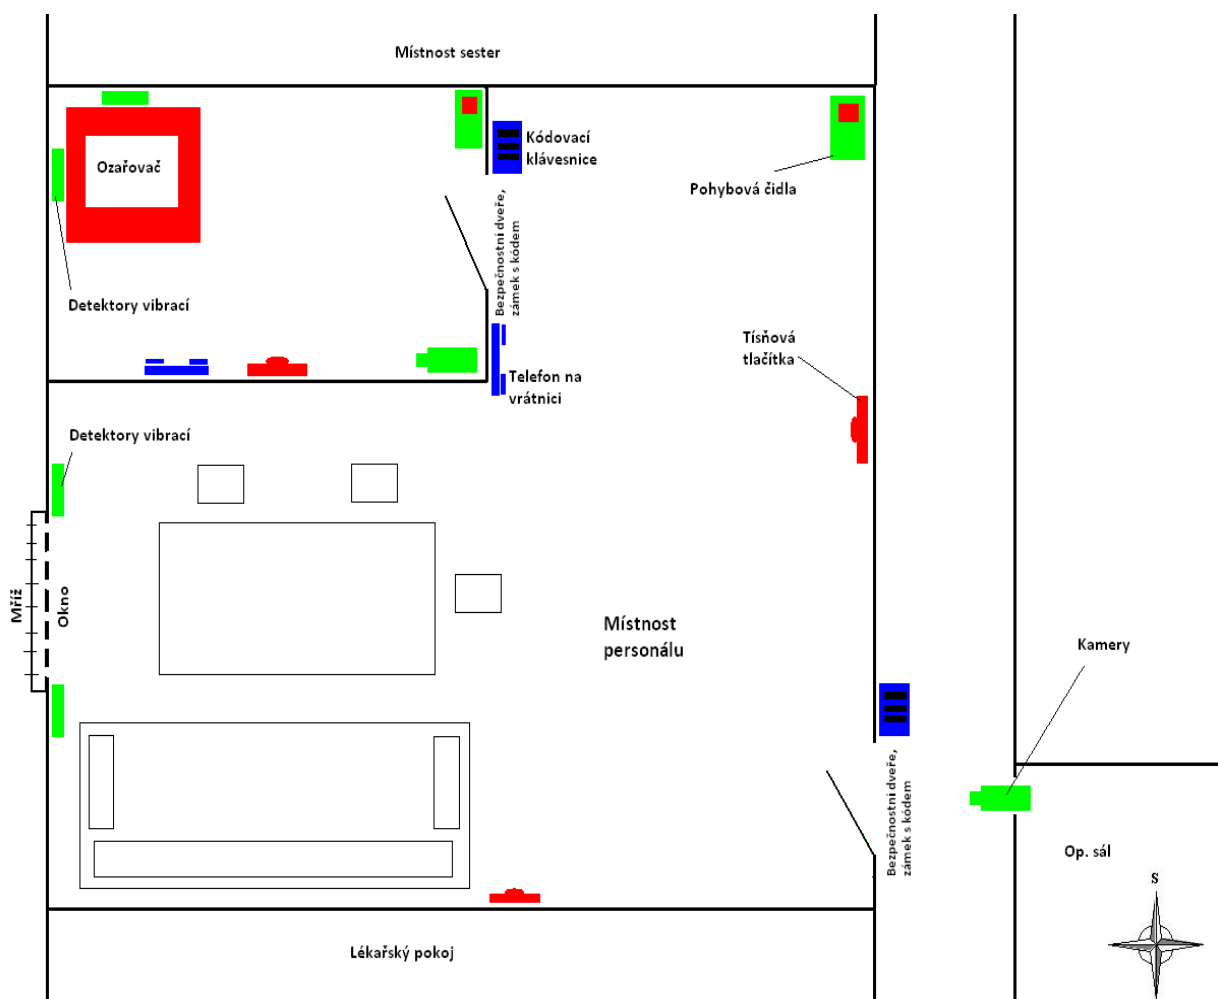 Místnost sester
Ozařovač
Kódovací
klávesnice
Pohybová čidla
Bezpečnostní dveře,
zámek s kódem
Detektory vibrací
Tísňová
tlačítka
Telefon na
vrátnici
Detektory vibrací
Mříž
Okno
Místnost
personálu
Kamery
Bezpečnostní dveře,
zámek s kódem
Op. sál
S
Lékařský pokoj